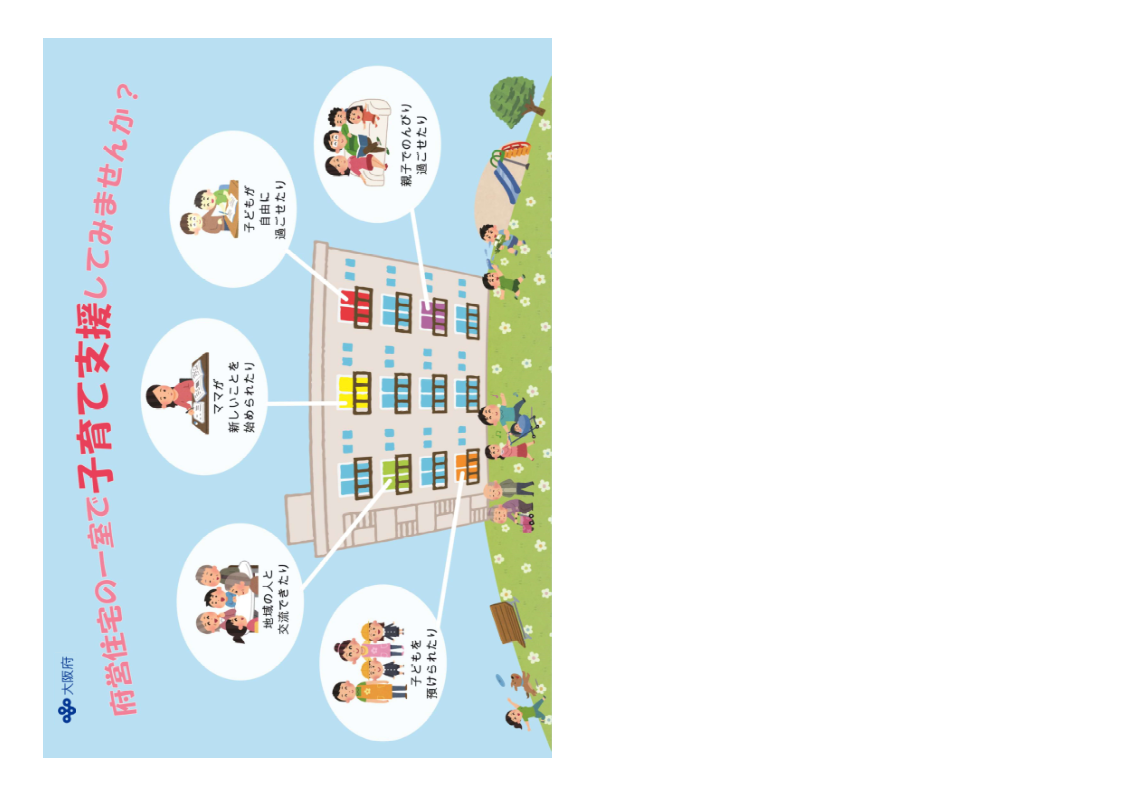 大阪府
府営住宅の一室で子育て支援してみませんか？
子どもを
預けられたり
地域の人と
交流できたり
ママが
新しいことを
始められたり
子どもが
自由に
過ごせたり
親子でのんびり
過ごせたり